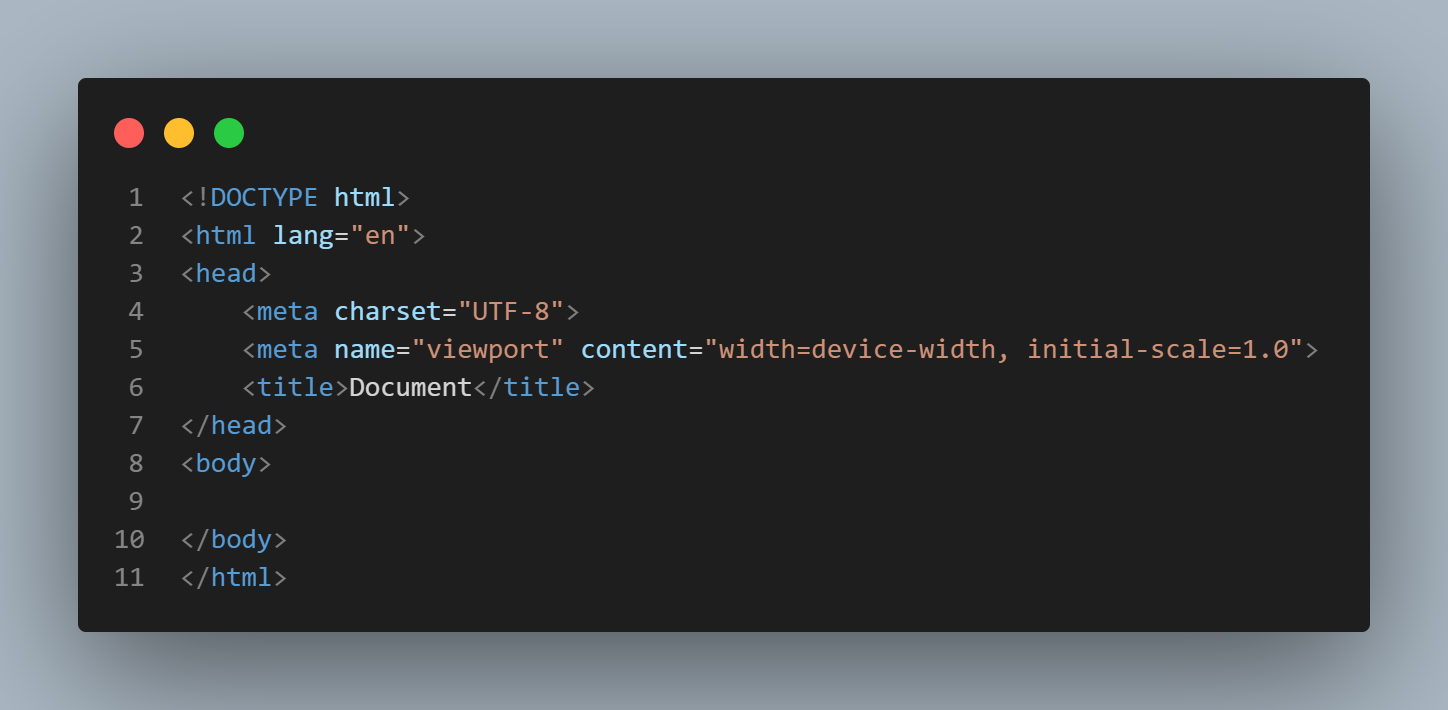 1 <!DOCTYPE html>
2 <html lang="en">
3 <head>
4     <meta charset="UTF-8">
5     <meta name="viewport" content="width=device-width, initial-scale=1.0">
6     <title>Document</title>
7 </head>
8 <body>
9
10 </body>
11 </html>